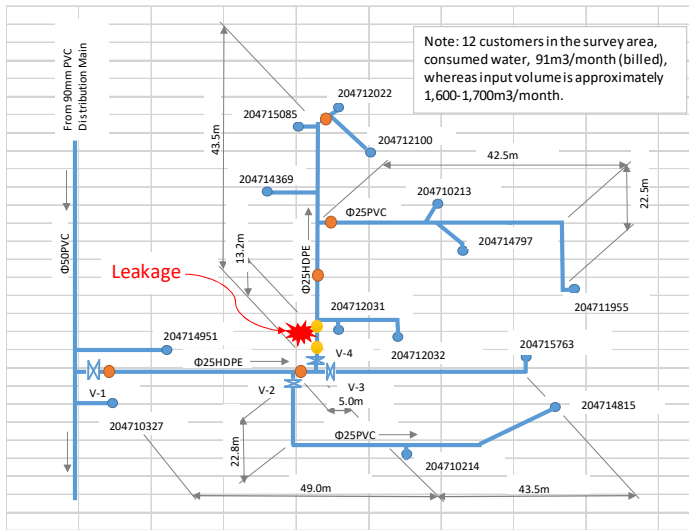 Note: 12 customers in the survey area,
consumed water, 91m3/month (billed),
whereas input volume is approximately
1,600-1,700m3/month.
From 90mm PVC
Distribution Main
204712022
204715085
43.5m
204712100
42.5m
204714369
204710213
22.5m
Φ25PVC
Φ50PVC
13.2m
Φ25HDPE
204714797
Leakage
204711955
204712031
204714951
204715763
V-4
204712032
Φ25HDPE
V-1
V-2
V-3
5.0m
204714815
204710327
Φ25PVC
22.8m
204710214
49.0m
43.5m